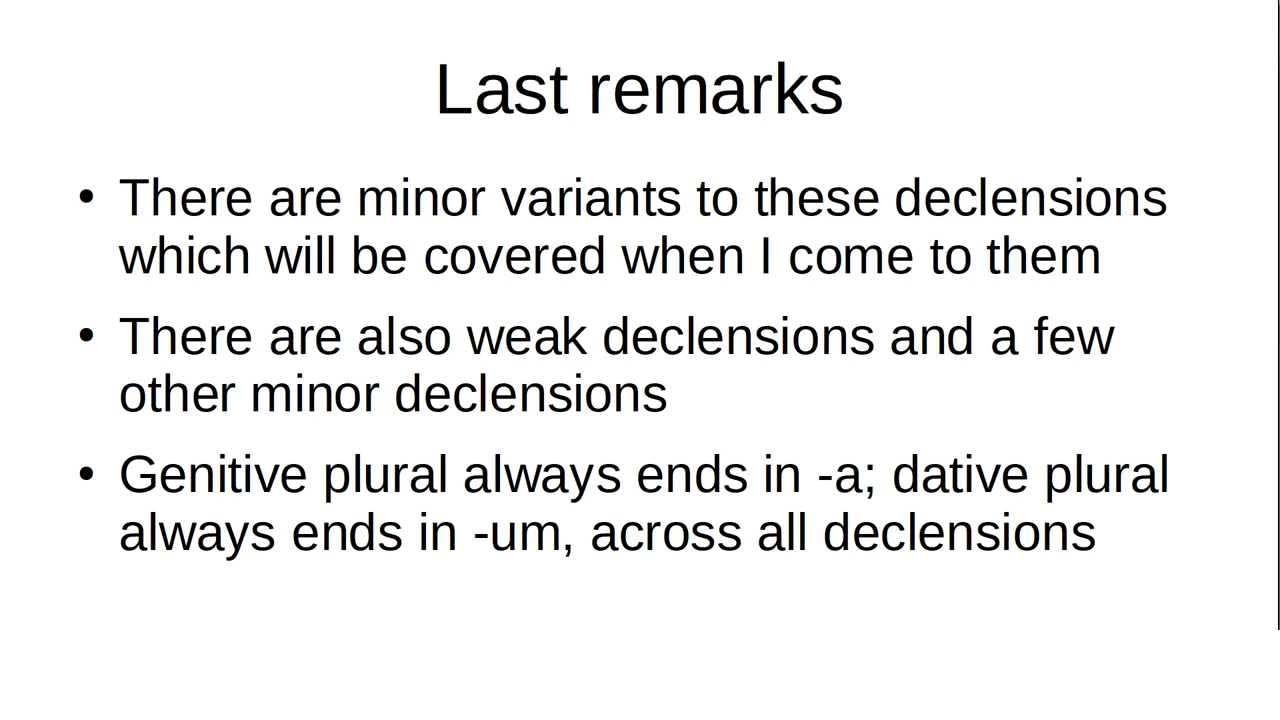 Last remarks
• There are minor variants to these declensions
which will be covered when I come to them
• There are also weak declensions and a few
other minor declensions
• Genitive plural always ends in -a; dative plural
always ends in -um, across all declensions